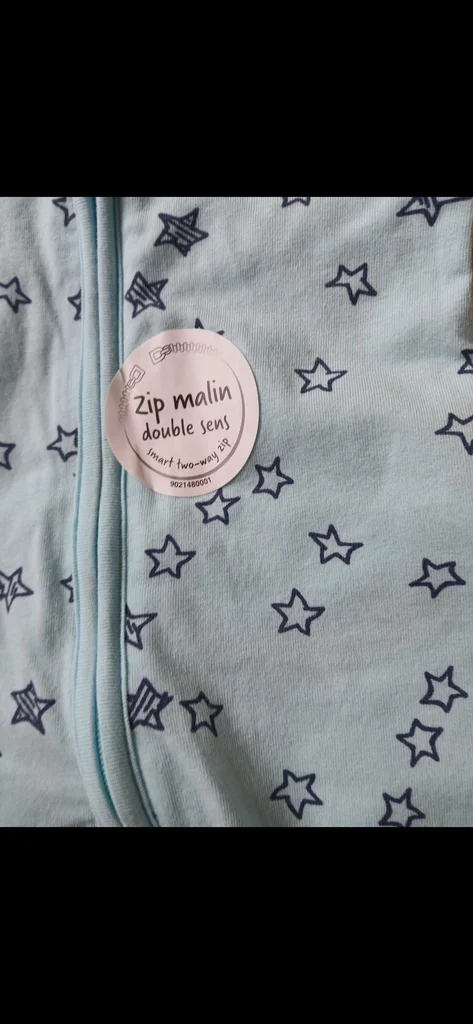 zip malin
double sens
smart two-way zip
9021480001